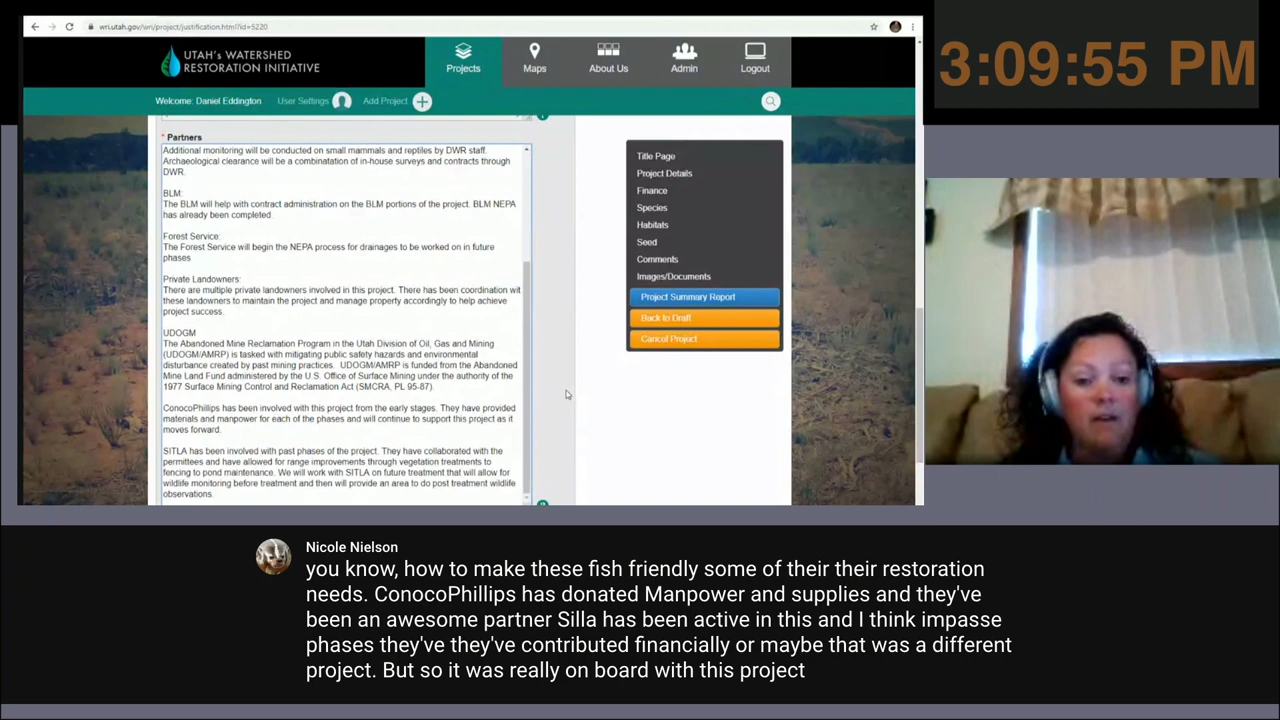 wri.utah.gov/wri/project/justification.html?id=5220
3:09:55 PM
UTAH's WATERSHED
RESTORATION INITIATIVE
Projects
Maps
About Us
Admin
Logout
Welcome: Daniel Eddington
User Settings
Add Project
* Partners
Additional monitoring will be conducted on small mammals and reptiles by DWR staff.
Archaeological clearance will be a combinatation of in-house surveys and contracts through
DWR.
BLM:
The BLM will help with contract administration on the BLM portions of the project. BLM NEPA
has already been completed.
Forest Service:
The Forest Service will begin the NEPA process for drainages to be worked on in future
phases
Private Landowners:
There are multiple private landowners involved in this project. There has been coordination wit
these landowners to maintain the project and manage property accordingly to help achieve
project success.
UDOGM
The Abandoned Mine Reclamation Program in the Utah Division of Oil, Gas and Mining
(UDOGM/AMRP) is tasked with mitigating public safety hazards and environmental
disturbance created by past mining practices. UDOGM/AMRP is funded from the Abandoned
Mine Land Fund administered by the U.S. Office of Surface Mining under the authority of the
1977 Surface Mining Control and Reclamation Act (SMCRA, PL 95-87).
ConocoPhillips has been involved with this project from the early stages. They have provided
materials and manpower for each of the phases and will continue to support this project as it
moves forward.
SITLA has been involved with past phases of the project. They have collaborated with the
permittees and have allowed for range improvements through vegetation treatments to
fencing to pond maintenance. We will work with SITLA on future treatment that will allow for
wildlife monitoring before treatment and then will provide an area to do post treatment wildlife
observations.
Title Page
Project Details
Finance
Species
Habitats
Seed
Comments
Images/Documents
Project Summary Report
Back to Draft
Cancel Project
Nicole Nielson
you know, how to make these fish friendly some of their their restoration
needs. ConocoPhillips has donated Manpower and supplies and they've
been an awesome partner Silla has been active in this and I think impasse
phases they've they've contributed financially or maybe that was a different
project. But so it was really on board with this project